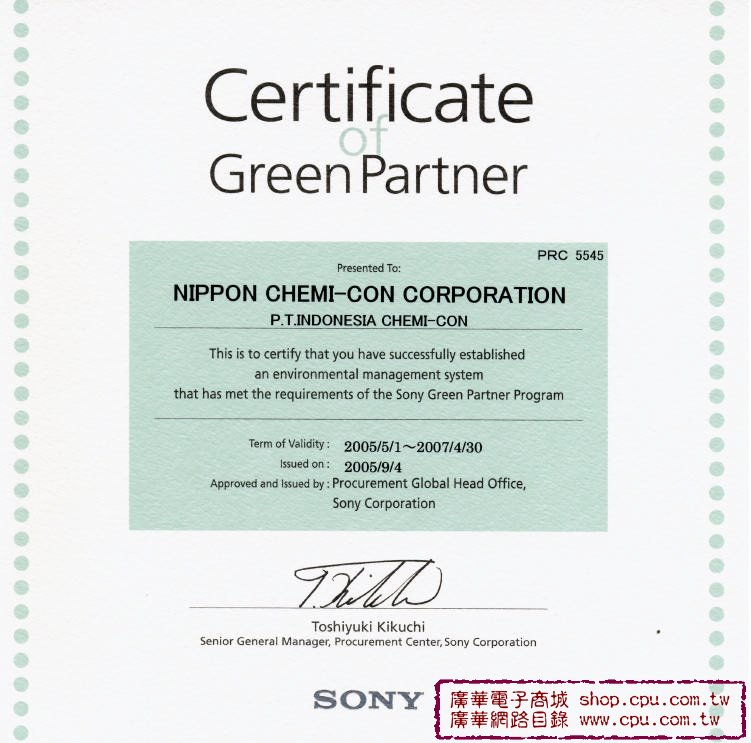 Certificate
of
Green Partner
PRC 5545
Presented To:
NIPPON CHEMI-CON CORPORATION
P.T.INDONESIA CHEMI-CON
This is to certify that you have successfully established
an environmental management system
that has met the requirements of the Sony Green Partner Program
Term of Validity : 2005/5/1~2007/4/30
Issued on : 2005/9/4
Approved and Issued by : Procurement Global Head Office,
Sony Corporation
T. Kikuchi
Toshiyuki Kikuchi
Senior General Manager, Procurement Center, Sony Corporation
SONY
廣華電子商城 shop.cpu.com.tw
廣華網路目錄 www.cpu.com.tw